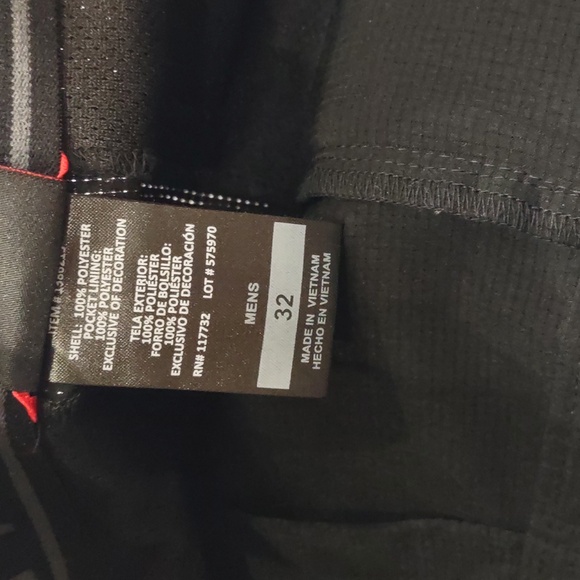 ITEM #
SHELL: 100% POLYESTER
POCKET LINING:
100% POLYESTER
EXCLUSIVE OF DECORATION
TELA EXTERIOR:
100% POLIÉSTER
FORRO DE BOLSILLO:
100% POLIÉSTER
EXCLUSIVO DE DECORACIÓN
RN# 117732 LOT # 575970
MENS
32
MADE IN VIETNAM
HECHO EN VIETNAM